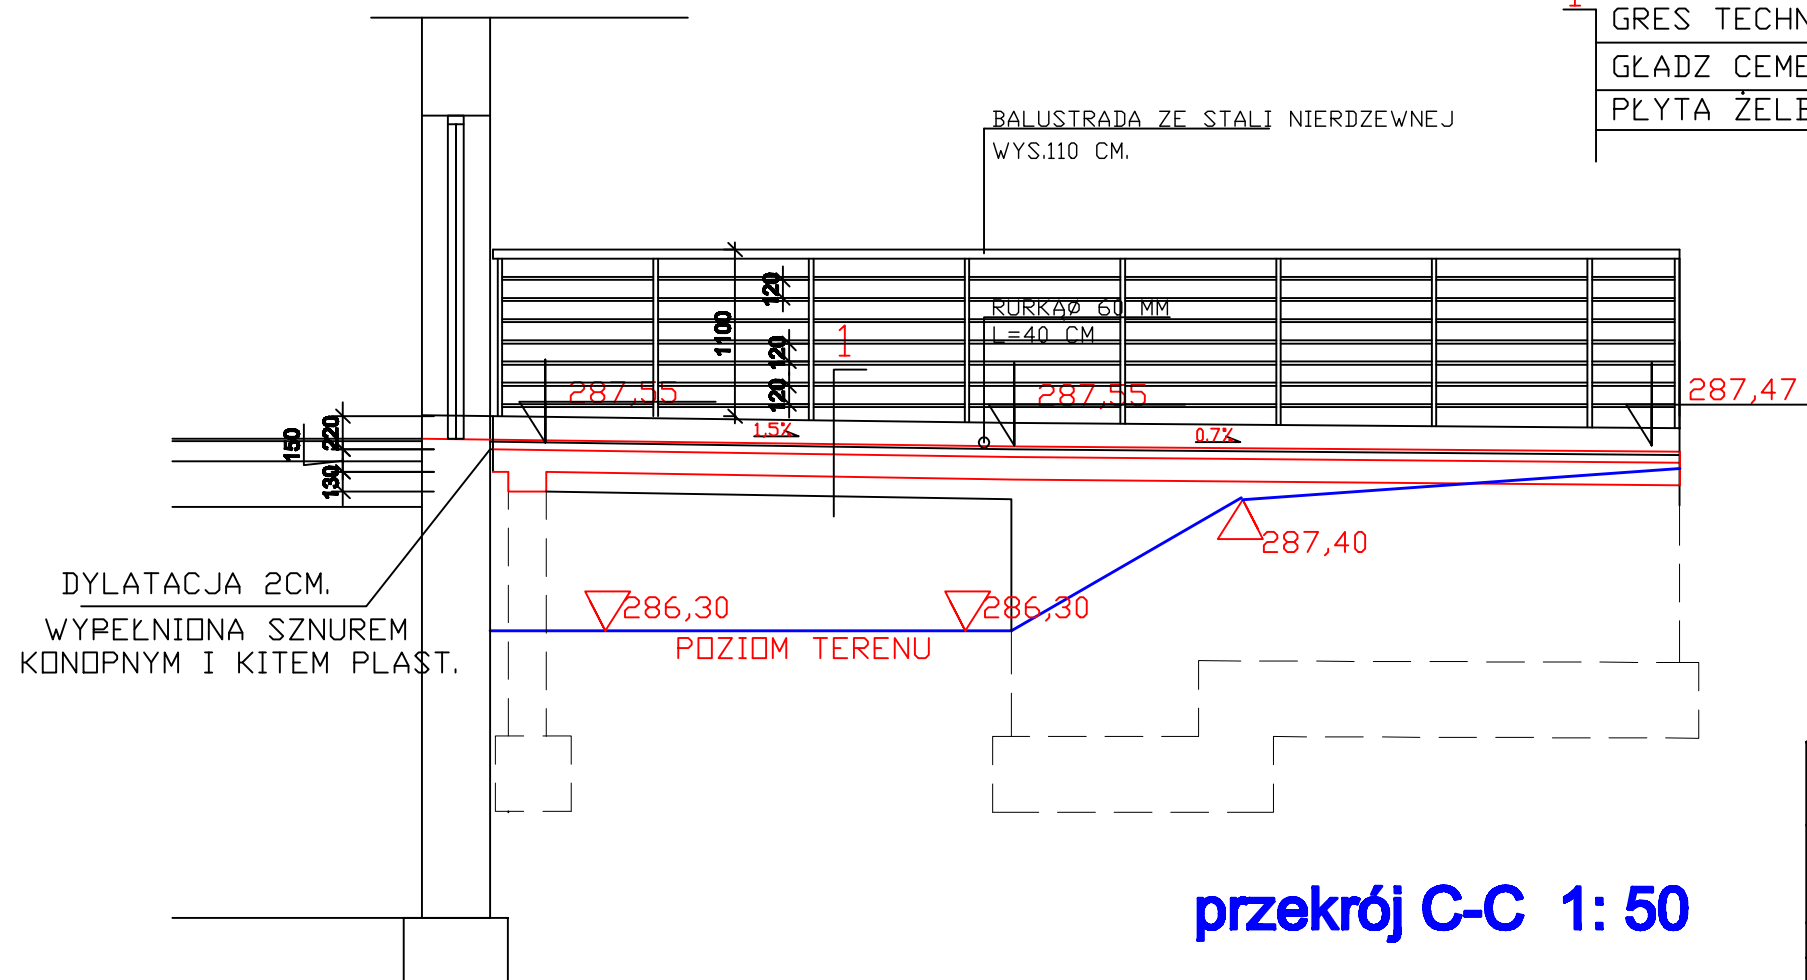 1
GRES TECHN
GŁADZ CEME
PŁYTA ŻELB
BALUSTRADA ZE STALI NIERDZEWNEJ
WYS.110 CM.
120
1100
120
120
RURKA Ø 60 MM
L=40 CM
1
287,55
287,55
287,47
1.5%
0.7%
220
150
130
287,40
DYLATACJA 2CM.
WYPEŁNIONA SZNUREM
KONOPNYM I KITEM PLAST.
286,30
286,30
POZIOM TERENU
przekrój C-C 1: 50